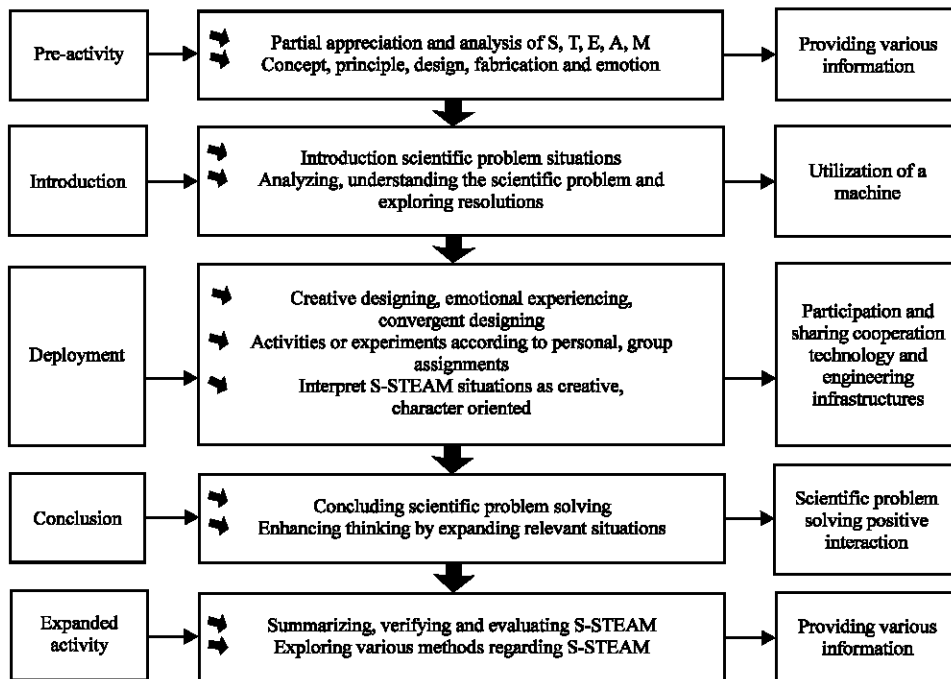 Pre-activity
Partial appreciation and analysis of S, T, E, A, M
Concept, principle, design, fabrication and emotion
Providing various
information
Introduction
Introduction scientific problem situations
Analyzing, understanding the scientific problem and
exploring resolutions
Utilization of a
machine
Deployment
Creative designing, emotional experiencing,
convergent designing
Activities or experiments according to personal, group
assignments
Interpret S-STEAM situations as creative,
character oriented
Participation and
sharing cooperation
technology and
engineering
infrastructures
Conclusion
Concluding scientific problem solving
Enhancing thinking by expanding relevant situations
Scientific problem
solving positive
interaction
Expanded
activity
Summarizing, verifying and evaluating S-STEAM
Exploring various methods regarding S-STEAM
Providing various
information